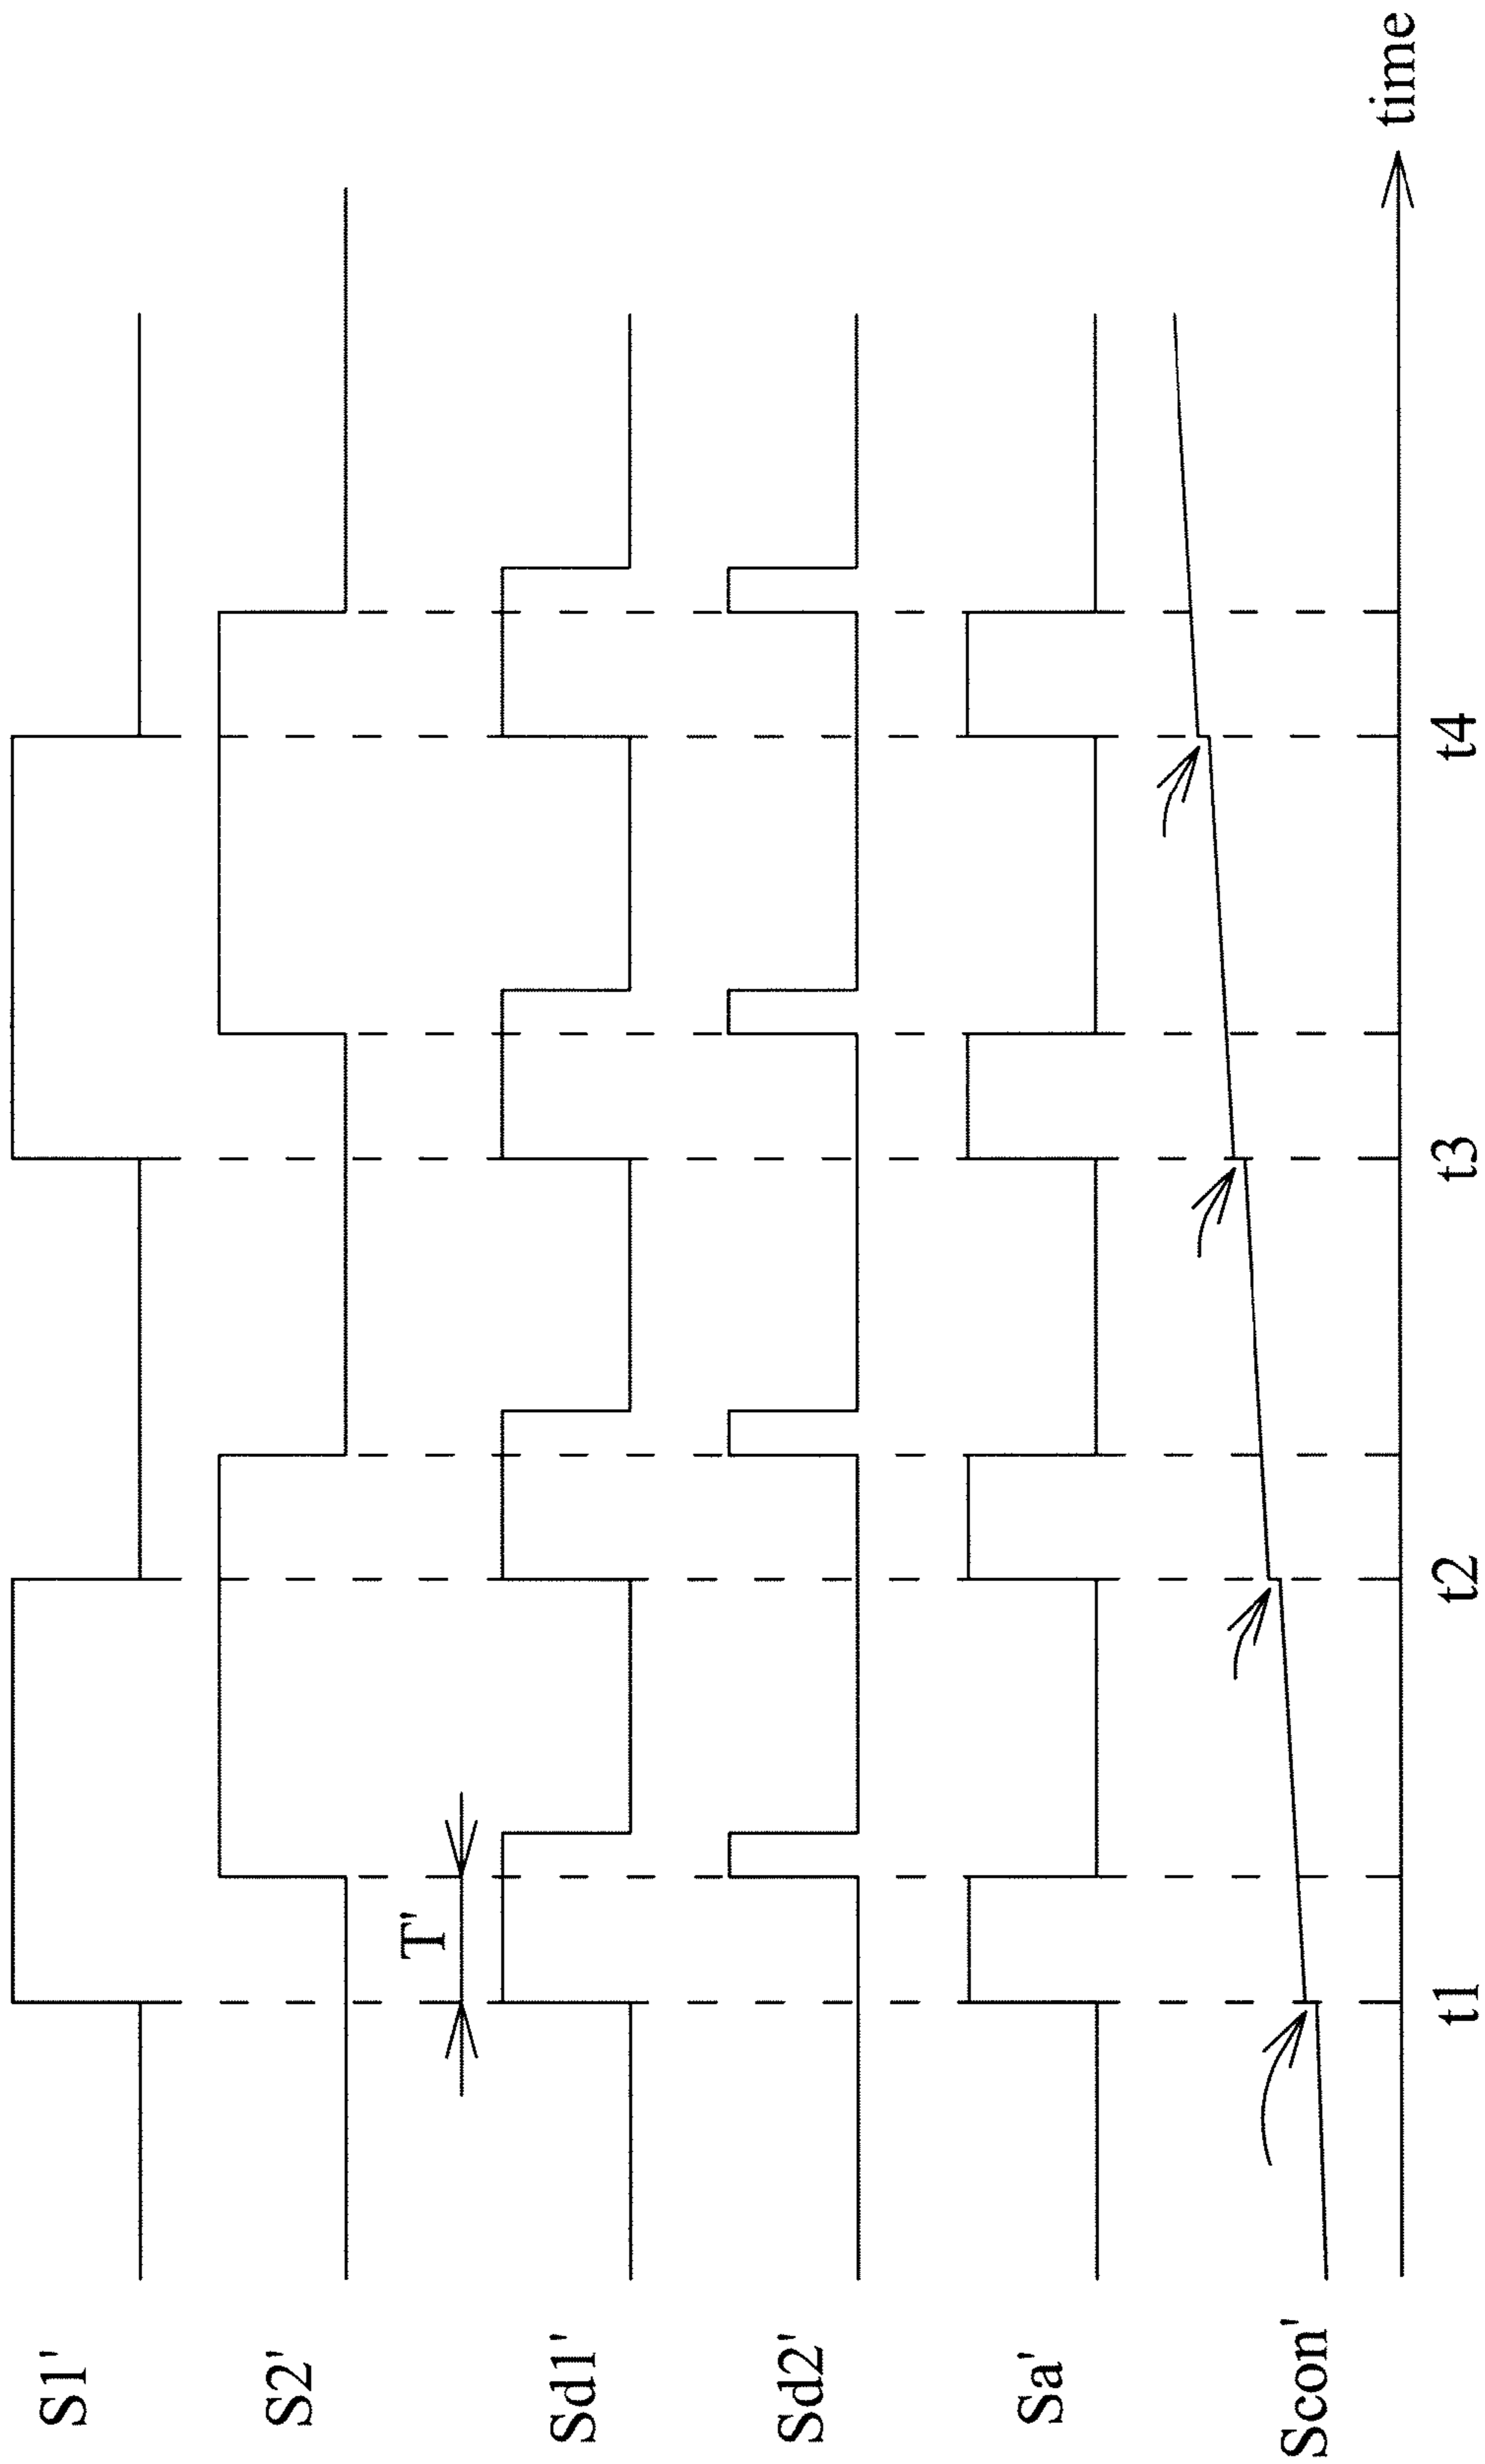 S1'
S2'
T'
Sd1'
Sd2'
Sa'
Scon'
t1
t2
t3
t4
time